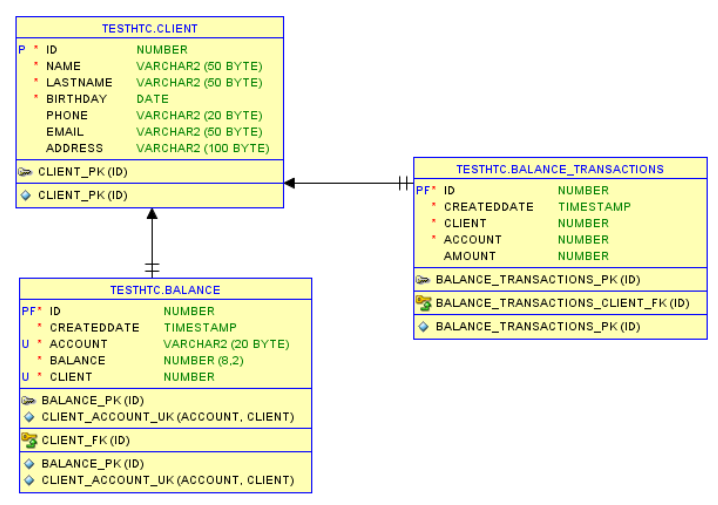 TESTHTC.CLIENT
P * ID NUMBER
* NAME VARCHAR2 (50 BYTE)
* LASTNAME VARCHAR2 (50 BYTE)
* BIRTHDAY DATE
PHONE VARCHAR2 (20 BYTE)
EMAIL VARCHAR2 (50 BYTE)
ADDRESS VARCHAR2 (100 BYTE)
CLIENT_PK (ID)
CLIENT_PK (ID)
TESTHTC.BALANCE_TRANSACTIONS
PF* ID NUMBER
* CREATEDDATE TIMESTAMP
* CLIENT NUMBER
* ACCOUNT NUMBER
AMOUNT NUMBER
BALANCE_TRANSACTIONS_PK (ID)
BALANCE_TRANSACTIONS_CLIENT_FK (ID)
BALANCE_TRANSACTIONS_PK (ID)
TESTHTC.BALANCE
PF* ID NUMBER
* CREATEDDATE TIMESTAMP
U * ACCOUNT VARCHAR2 (20 BYTE)
* BALANCE NUMBER (8,2)
U * CLIENT NUMBER
BALANCE_PK (ID)
CLIENT_ACCOUNT_UK (ACCOUNT, CLIENT)
CLIENT_FK (ID)
BALANCE_PK (ID)
CLIENT_ACCOUNT_UK (ACCOUNT, CLIENT)